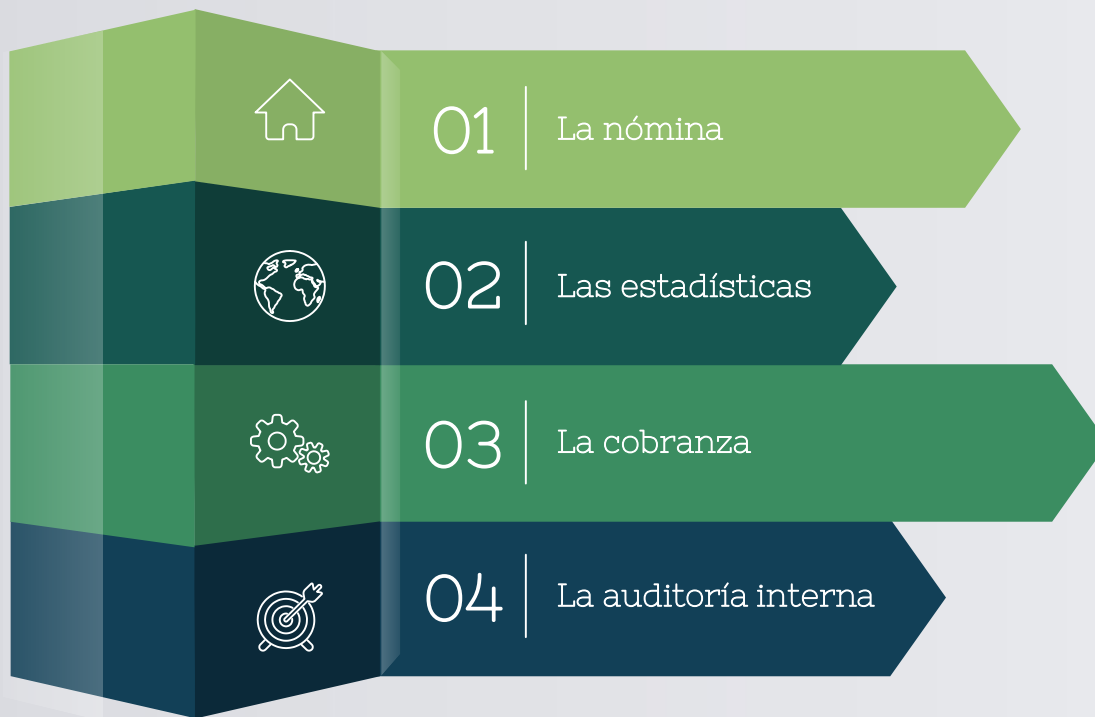 01 La nómina
02 Las estadísticas
03 La cobranza
04 La auditoría interna